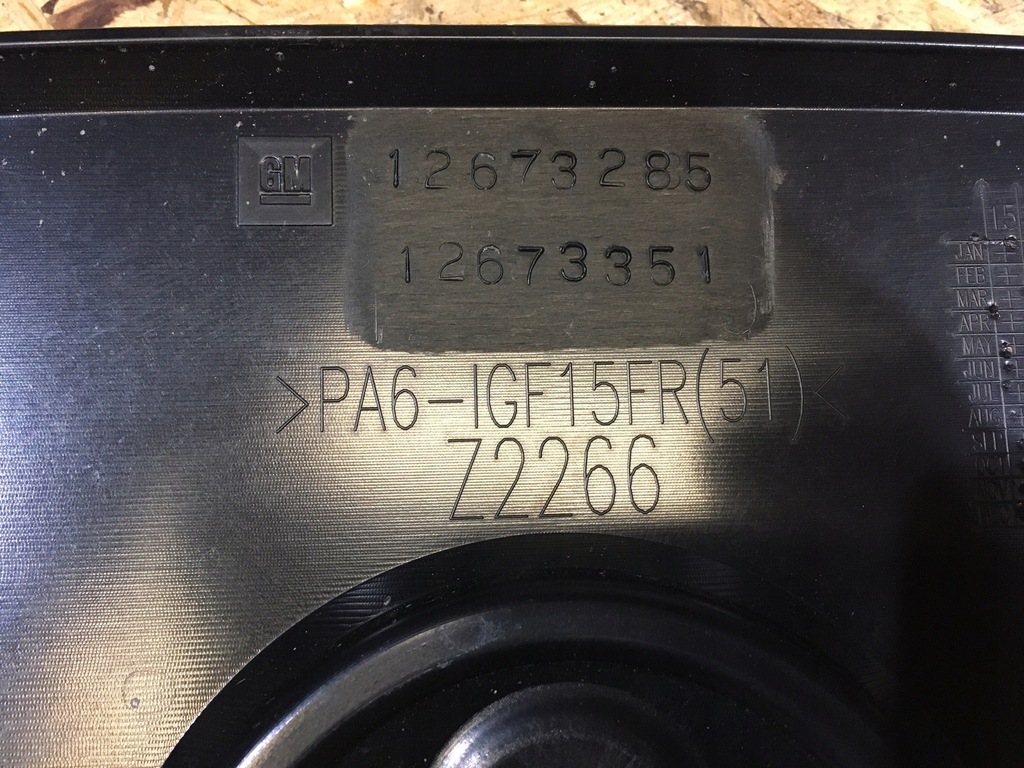 GM
12673285
12673351
>PA6-IGF15FR(51)<
Z2266
15
JAN
FEB
MAR
APR
MAY
JUN
JUL
AUG